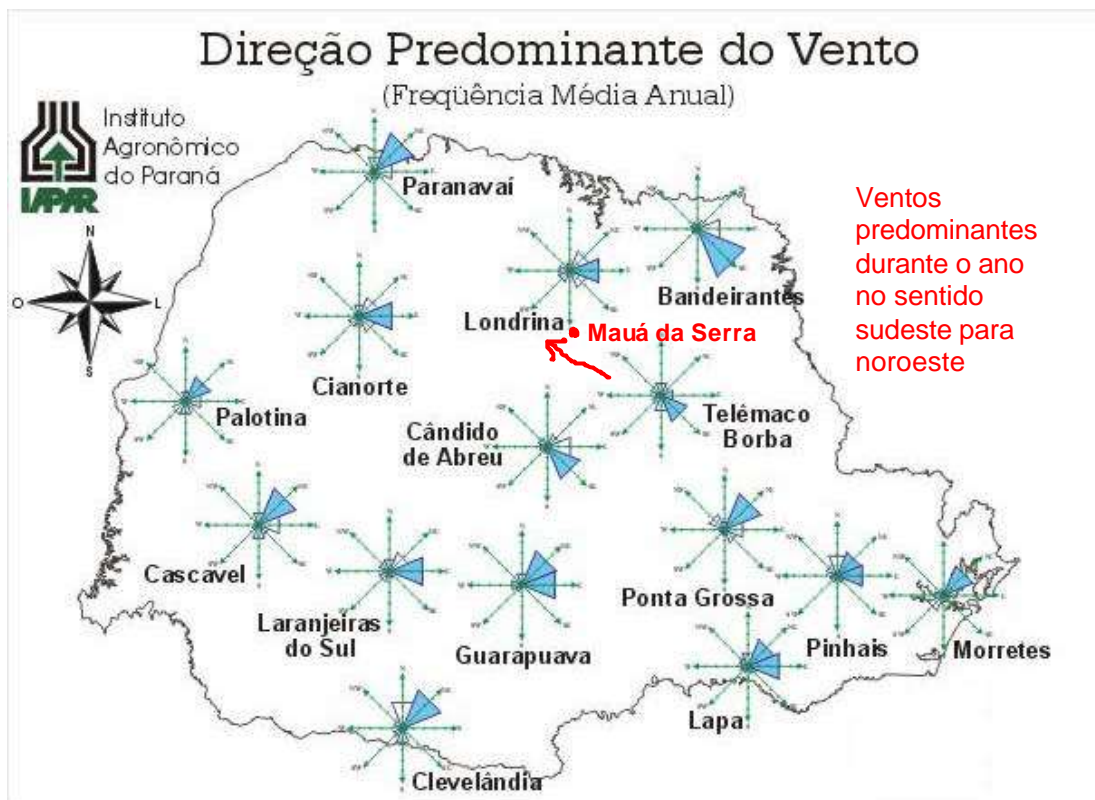 Direção Predominante do Vento
(Freqüência Média Anual)
Instituto
Agronômico
do Paraná
IAPAR
N
O
L
S
Paranavaí
Ventos
predominantes
durante o ano
no sentido
sudeste para
noroeste
Bandeirantes
Londrina
Mauá da Serra
Cianorte
Palotina
Telêmaco
Borba
Cândido
de Abreu
Cascavel
Laranjeiras
do Sul
Guarapuava
Ponta Grossa
Pinhais
Morretes
Lapa
Clevelândia